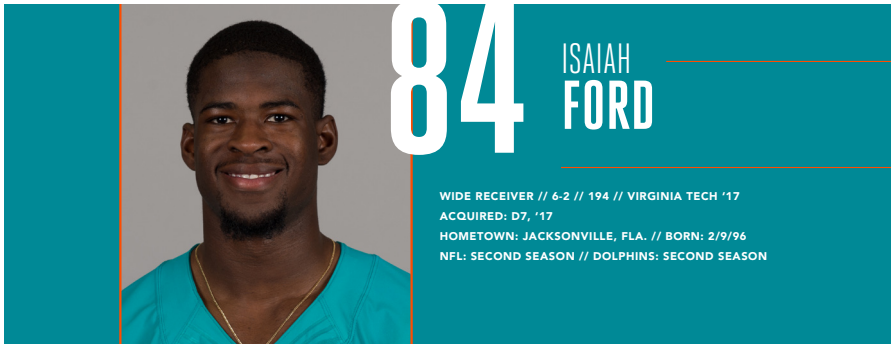 84
ISAIAH
FORD
WIDE RECEIVER // 6-2 // 194 // VIRGINIA TECH ‘17
ACQUIRED: D7, ‘17
HOMETOWN: JACKSONVILLE, FLA. // BORN: 2/9/96
NFL: SECOND SEASON // DOLPHINS: SECOND SEASON